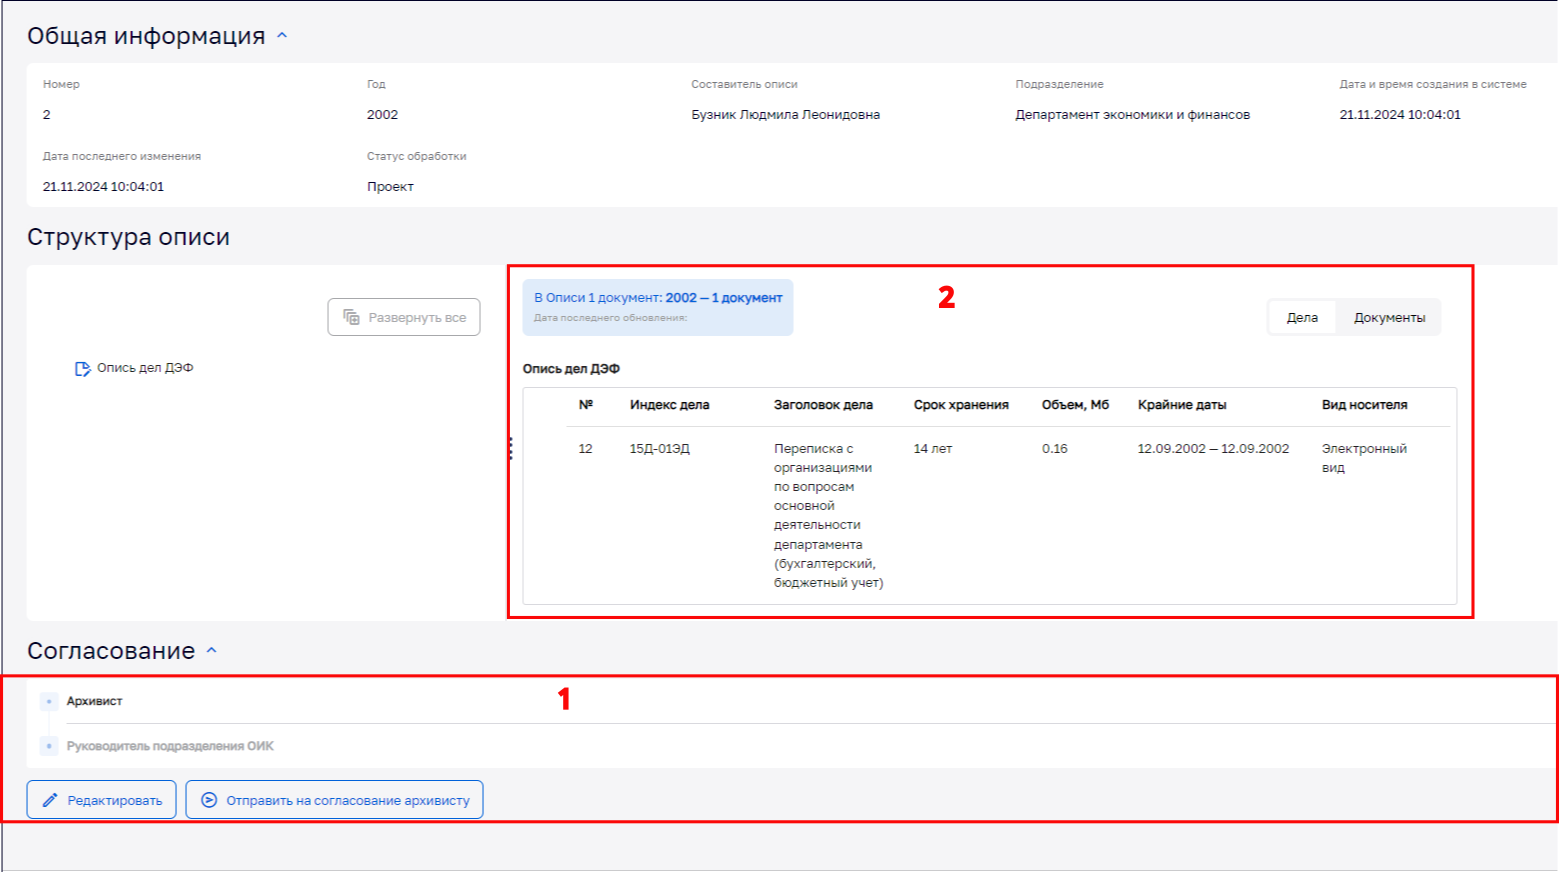 Общая информация
Номер
Год
Составитель описи
Подразделение
Дата и время создания в системе
2
2002
Бузник Людмила Леонидовна
Департамент экономики и финансов
21.11.2024 10:04:01
Дата последнего изменения
Статус обработки
21.11.2024 10:04:01
Проект
Структура описи
Развернуть все
Опись дел ДЭФ
В Описи 1 документ: 2002 — 1 документ
Дата последнего обновления:
2
Дела
Документы
Опись дел ДЭФ
№ Индекс дела Заголовок дела Срок хранения Объем, Мб Крайние даты Вид носителя
12 15Д-01ЭД Переписка с 14 лет 0.16 12.09.2002 — 12.09.2002 Электронный
организациями вид
по вопросам
основной
деятельности
департамента
(бухгалтерский,
бюджетный учет)
Согласование
1
Архивист
Руководитель подразделения ОИК
Редактировать
Отправить на согласование архивисту